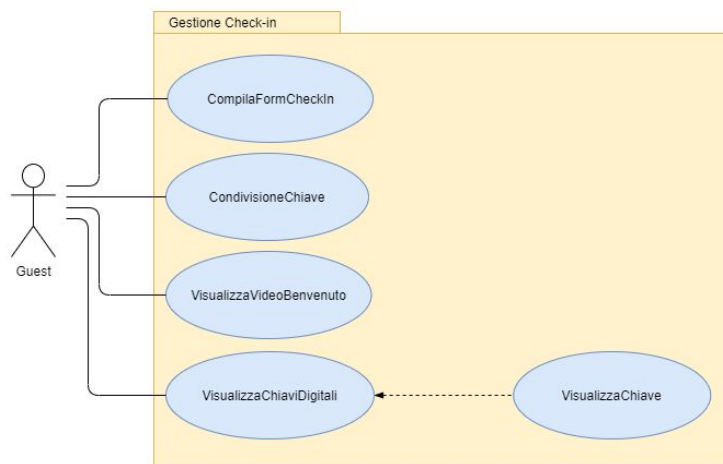 Gestione Check-in
CompilaFormCheckIn
CondivisioneChiave
Guest
VisualizzaVideoBenvenuto
VisualizzaChiaviDigitali
VisualizzaChiave